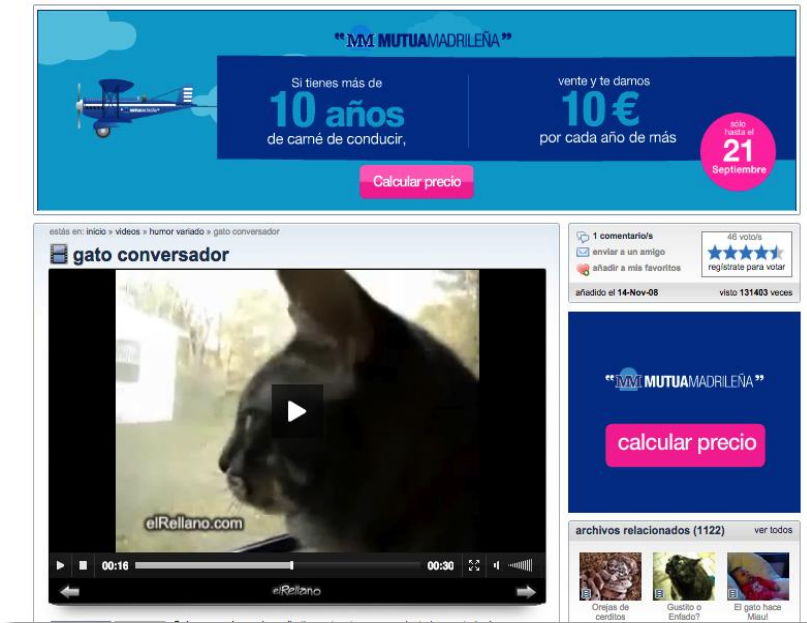 “MM MUTUAMADRILEÑA”
Si tienes más de
10 años
de carné de conducir,
vente y te damos
10 €
por cada año de más
sólo
hasta el
21
Septiembre
Calcular precio
MUTUAMADRILEÑA
estás en: inicio » videos » humor variado » gato conversador
gato conversador
1 comentario/s
enviar a un amigo
añadir a mis favoritos
46 voto/s
regístrate para votar
añadido el 14-Nov-08
visto 131403 veces
elRellano.com
00:16
00:30
elRellano
“MM MUTUAMADRILEÑA”
calcular precio
archivos relacionados (1122)
ver todos
Orejas de
cerditos
Gustito o
Enfado?
El gato hace
Miau!